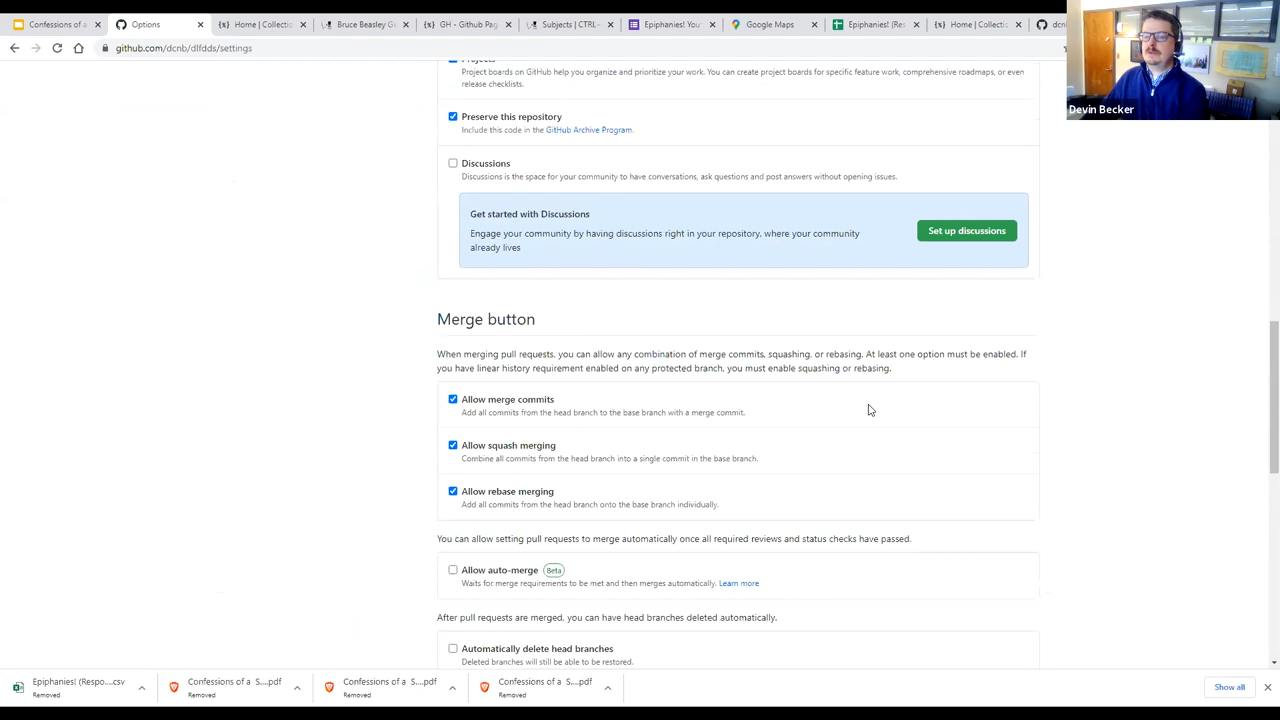 Confessions of a
Options
Home | Collectic
Bruce Beasley G
GH - Github Pag
Subjects | CTRL -
Epiphanies! You
Google Maps
Epiphanies! (Res
Home | Collectic
dcn
github.com/dcnb/dlfdds/settings
Devin Becker
Projects
Project boards on GitHub help you organize and prioritize your work. You can create project boards for specific feature work, comprehensive roadmaps, or even
release checklists.
Preserve this repository
Include this code in the GitHub Archive Program.
Discussions
Discussions is the space for your community to have conversations, ask questions and post answers without opening issues.
Get started with Discussions
Engage your community by having discussions right in your repository, where your community
already lives
Set up discussions
Merge button
When merging pull requests, you can allow any combination of merge commits, squashing, or rebasing. At least one option must be enabled. If
you have linear history requirement enabled on any protected branch, you must enable squashing or rebasing.
Allow merge commits
Add all commits from the head branch to the base branch with a merge commit.
Allow squash merging
Combine all commits from the head branch into a single commit in the base branch.
Allow rebase merging
Add all commits from the head branch onto the base branch individually.
You can allow setting pull requests to merge automatically once all required reviews and status checks have passed.
Allow auto-merge Beta
Waits for merge requirements to be met and then merges automatically. Learn more
After pull requests are merged, you can have head branches deleted automatically.
Automatically delete head branches
Deleted branches will still be able to be restored.
Epiphanies! (Respo....csv
Removed
Confessions of a S....pdf
Removed
Confessions of a S....pdf
Removed
Confessions of a S....pdf
Removed
Show all